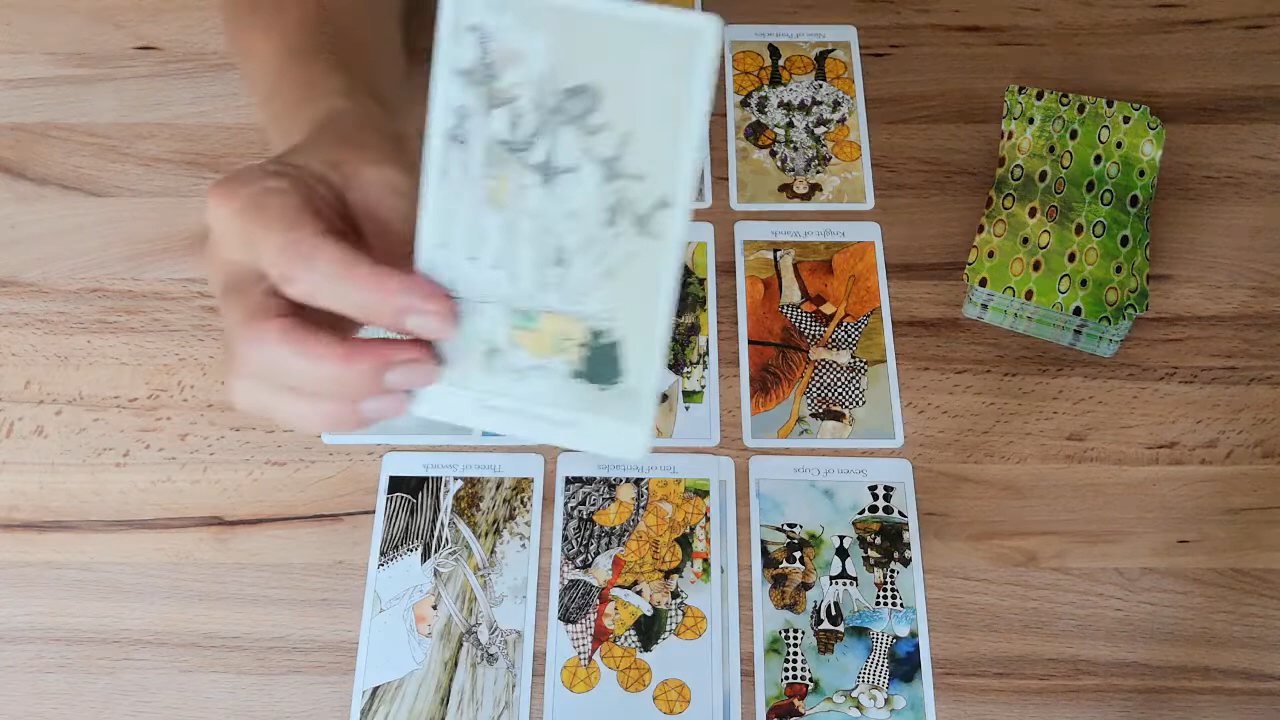 Nine of Pentacles
Knight of Wands
Three of Swords
Ten of Pentacles
Seven of Cups